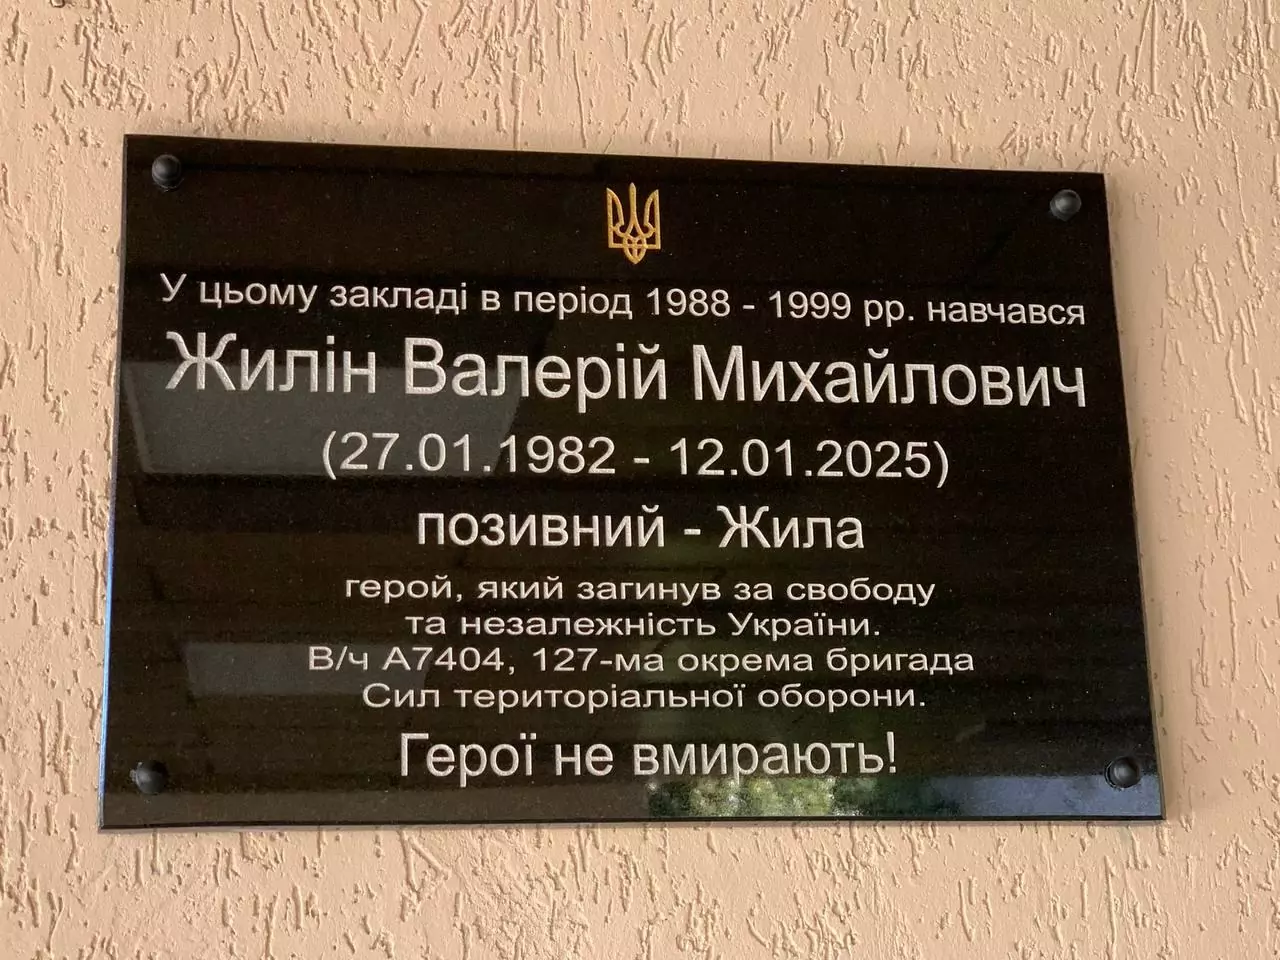 У цьому закладі в період 1988 - 1999 рр. навчався
Жилін Валерій Михайлович
(27.01.1982 - 12.01.2025)
позивний - Жила
герой, який загинув за свободу
та незалежність України.
В/ч А7404, 127-ма окрема бригада
Сил територіальної оборони.
Герої не вмирають!